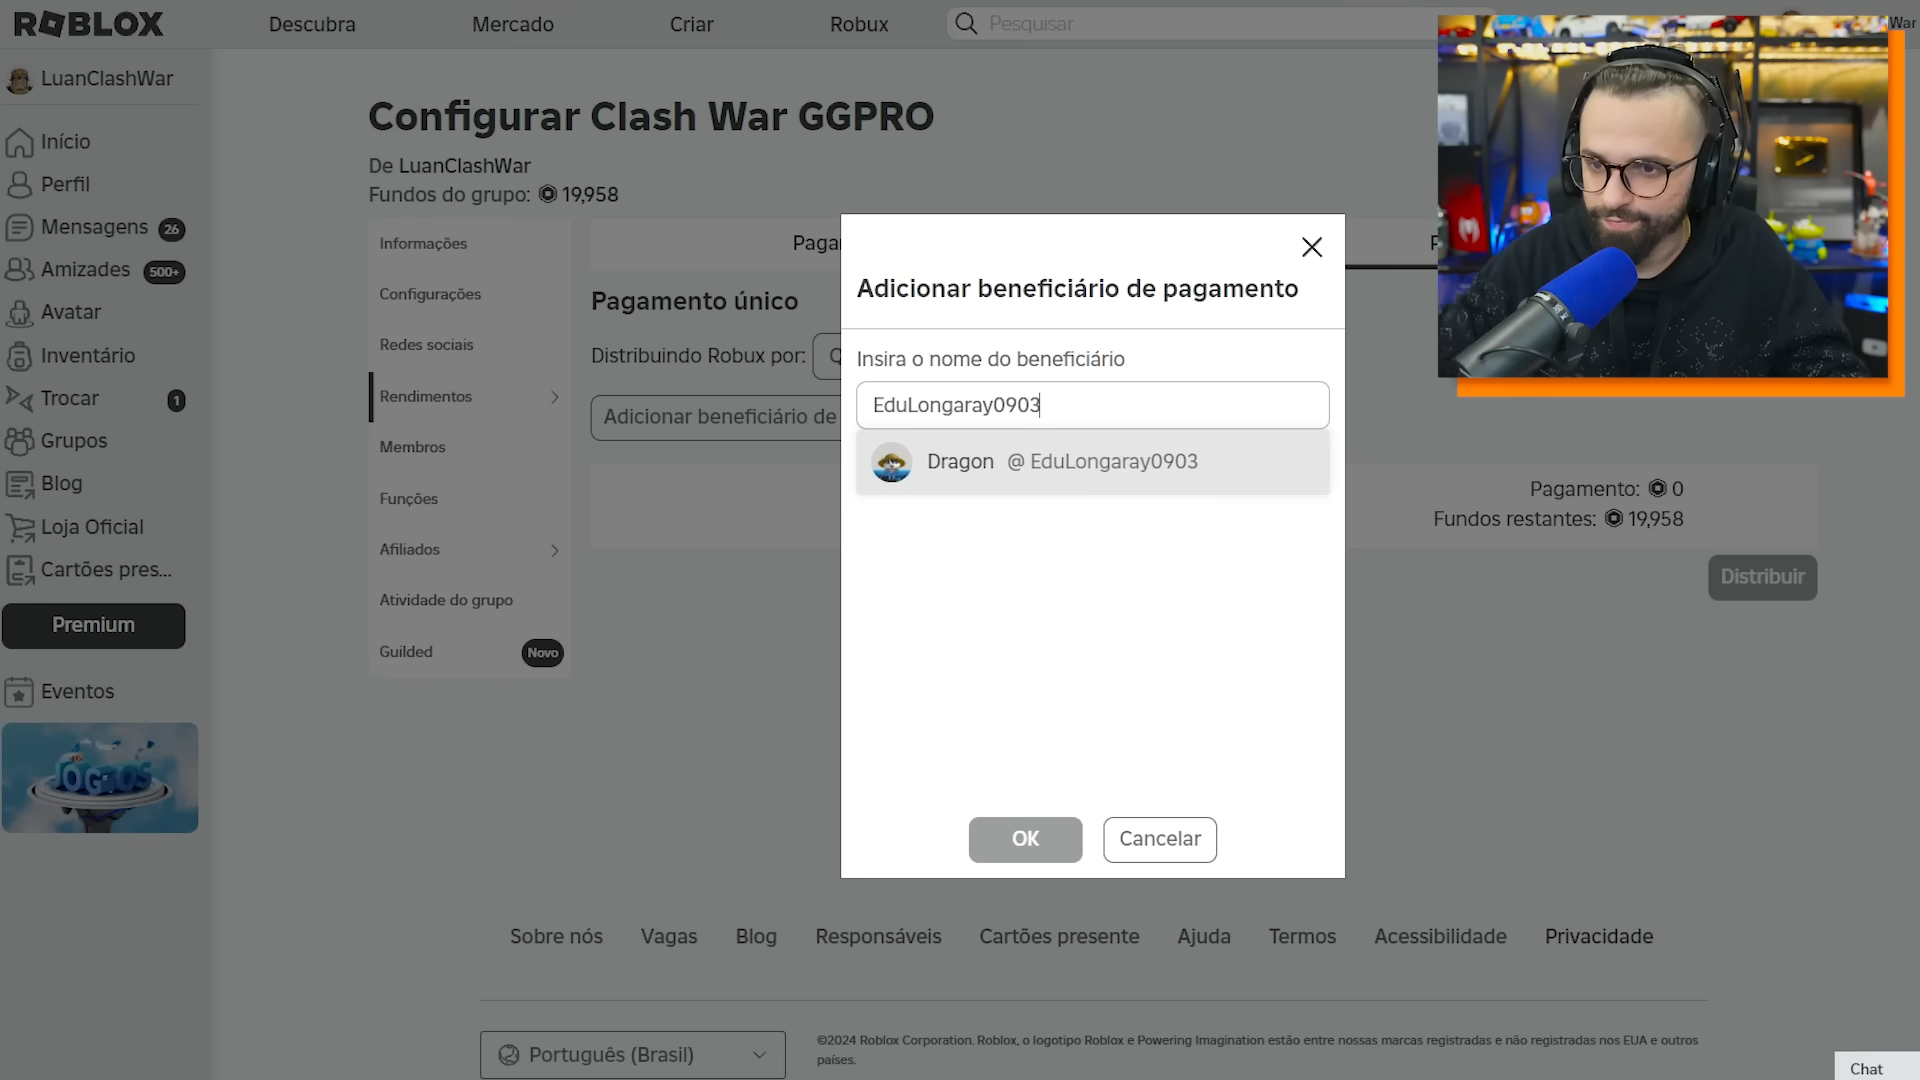 ROBLOX
Descubra
Mercado
Criar
Robux
Pesquisar
War
LuanClashWar
Início
Perfil
Mensagens 26
Amizades 500+
Avatar
Inventário
Trocar 1
Grupos
Blog
Loja Oficial
Cartões pres...
Premium
Eventos
JOGOS
Configurar Clash War GGPRO
De LuanClashWar
Fundos do grupo: 19,958
Informações
Configurações
Redes sociais
Rendimentos
Membros
Funções
Afiliados
Atividade do grupo
Guilded Novo
Pagar
P
Pagamento único
Distribuindo Robux por: Q
Adicionar beneficiário de
Adicionar beneficiário de pagamento
Insira o nome do beneficiário
EduLongaray0903
Dragon @ EduLongaray0903
OK
Cancelar
Pagamento: 0
Fundos restantes: 19,958
Distribuir
Sobre nós
Vagas
Blog
Responsáveis
Cartões presente
Ajuda
Termos
Acessibilidade
Privacidade
Português (Brasil)
©2024 Roblox Corporation. Roblox, o logotipo Roblox e Powering Imagination estão entre nossas marcas registradas e não registradas nos EUA e outros
países.
Chat